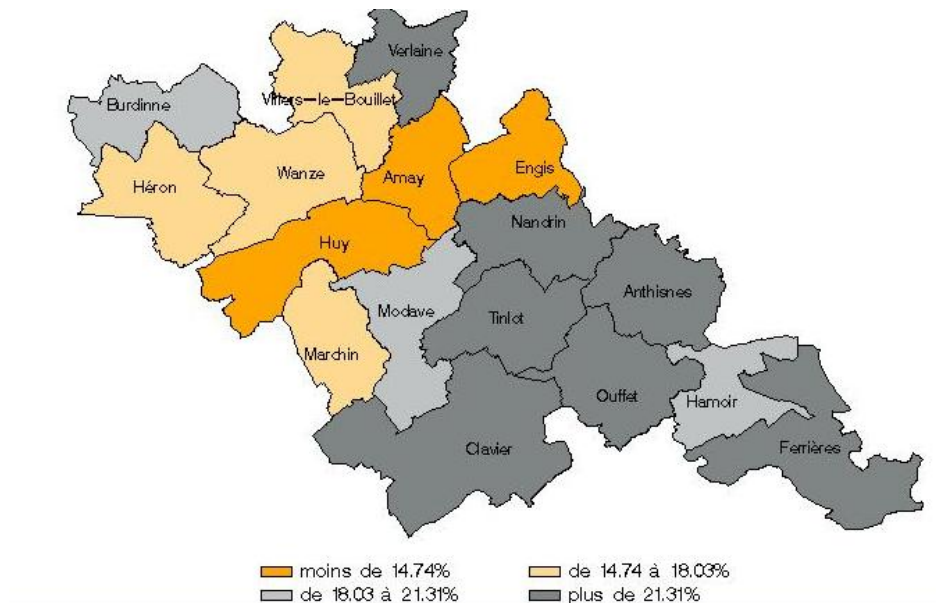 Verlaine
Burdinne
Villers-le-Bouillet
Héron
Wanze
Amay
Engis
Nandrin
Huy
Anthisnes
Modave
Tinlot
Marchin
Ouffet
Hamoir
Clavier
Ferrières
moins de 14.74%
de 14.74 à 18.03%
de 18.03 à 21.31%
plus de 21.31%